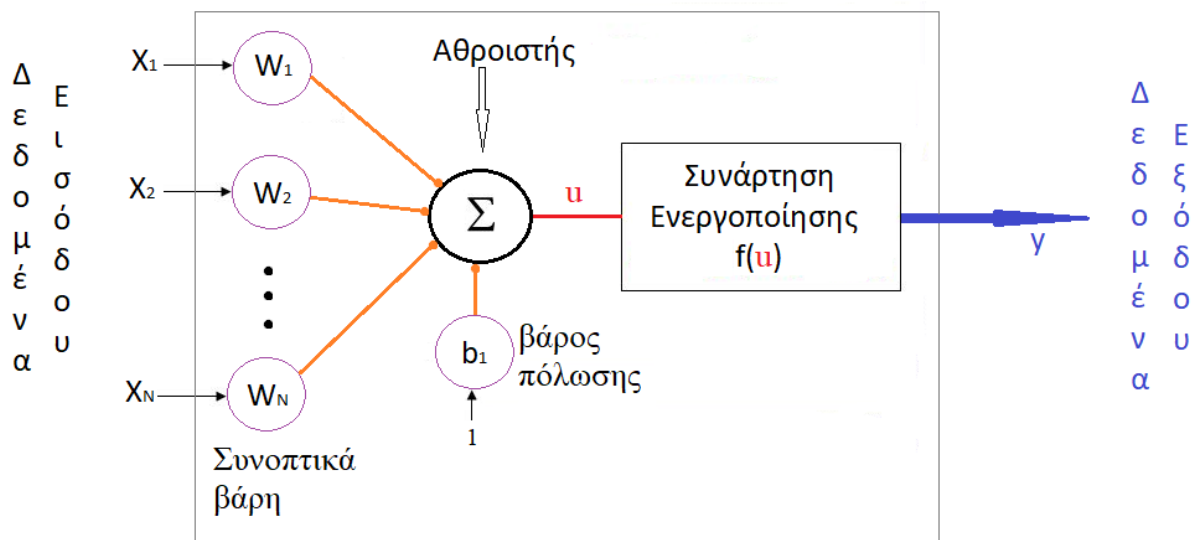 Δεδομένα
Εισόδου
X1
W1
X2
W2
XN
WN
Συνοπτικά
βάρη
Αθροιστής
Σ
b1
βάρος
πόλωσης
1
u
Συνάρτηση
Ενεργοποίησης
f(u)
y
Δεδομένα
Εξόδου